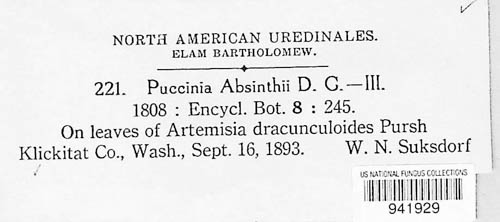 NORTH AMERICAN UREDINALES.
ELAM BARTHOLOMEW.
221. Puccinia Absinthii D. C.—III.
1808 : Encycl. Bot. 8 : 245.
On leaves of Artemisia dracunculoides Pursh
Klickitat Co., Wash., Sept. 16, 1893. W. N. Suksdorf
US NATIONAL FUNGUS COLLECTIONS
941929